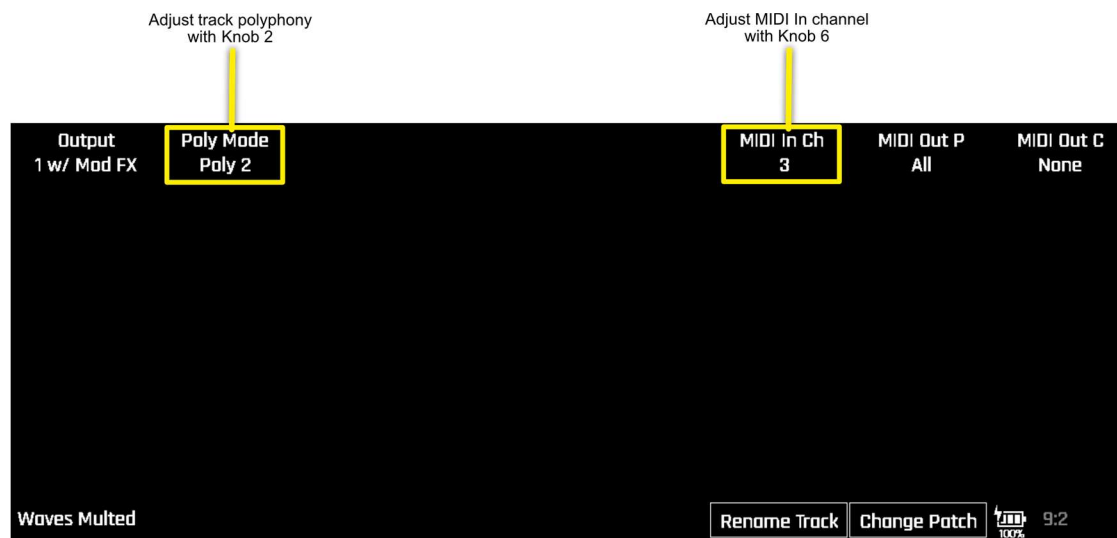 Adjust track polyphony
with Knob 2
Adjust MIDI In channel
with Knob 6
Output
1 w/ Mod FX
Poly Mode
Poly 2
MIDI In Ch
3
MIDI Out P
All
MIDI Out C
None
Waves Multed
Rename Track
Change Patch
100%
9:2